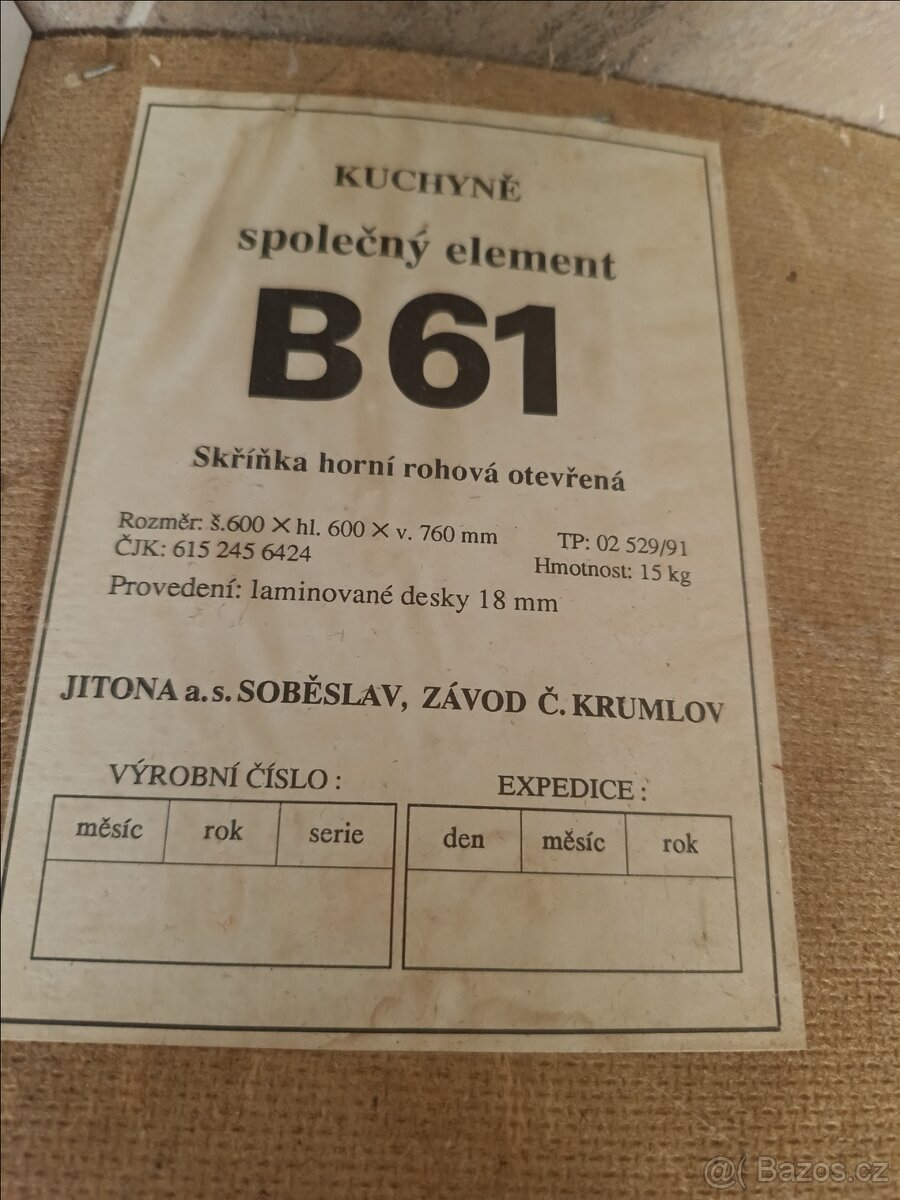 KUCHYNĚ
společný element
B61
Skříňka horní rohová otevřená
Rozměr: š.600 × hl. 600 × v. 760 mm
TP: 02 529/91
ČJK: 615 245 6424
Hmotnost: 15 kg
Provedení: laminované desky 18 mm
JITONA a.s. SOBĚSLAV, ZÁVOD Č. KRUMLOV
VÝROBNÍ ČÍSLO :
měsíc rok serie
EXPEDICE :
den měsíc rok
@( Bazos.cz